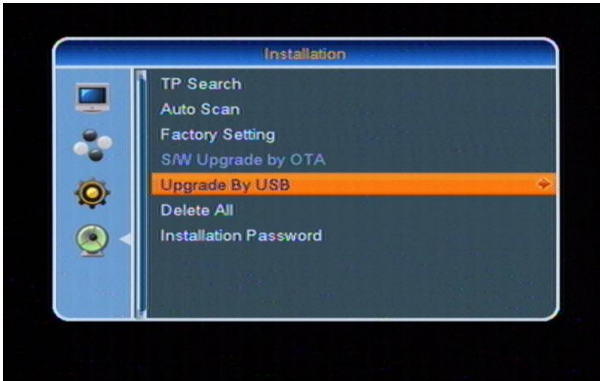 Installation
TP Search
Auto Scan
Factory Setting
S/W Upgrade by OTA
Upgrade By USB
Delete All
Installation Password